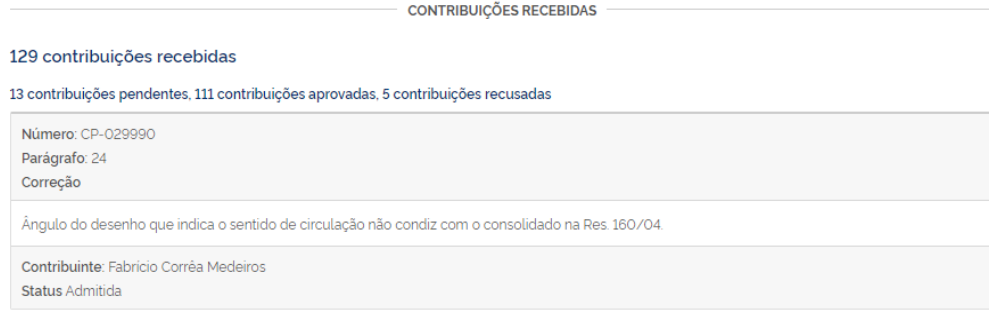 CONTRIBUIÇÕES RECEBIDAS
129 contribuições recebidas
13 contribuições pendentes, 111 contribuições aprovadas, 5 contribuições recusadas
Número: CP-029990
Parágrafo: 24
Correção
Ângulo do desenho que indica o sentido de circulação não condiz com o consolidado na Res. 160/04.
Contribuinte: Fabrício Corrêa Medeiros
Status Admitida